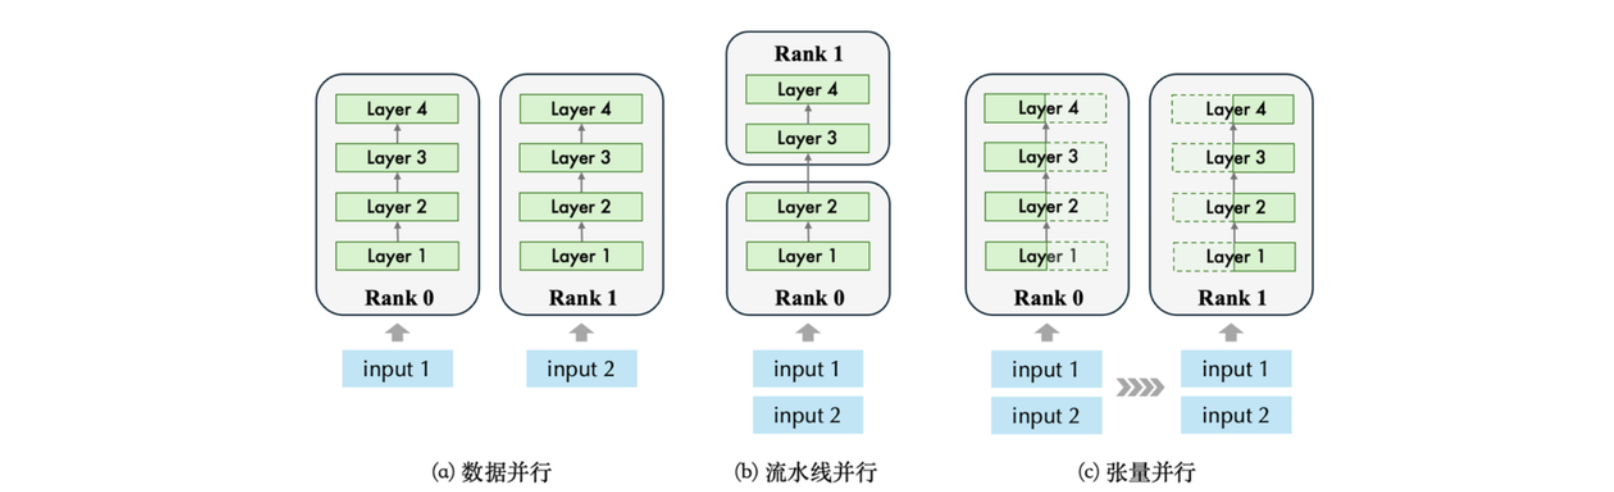 Layer 4
Layer 3
Layer 2
Layer 1
Rank 0
input 1
Layer 4
Layer 3
Layer 2
Layer 1
Rank 1
input 2
(a) 数据并行
Rank 1
Layer 4
Layer 3
Layer 2
Layer 1
Rank 0
input 1
input 2
(b) 流水线并行
Layer 4
Layer 3
Layer 2
Layer 1
Rank 0
input 1
input 2
Layer 4
Layer 3
Layer 2
Layer 1
Rank 1
input 1
input 2
(c) 张量并行